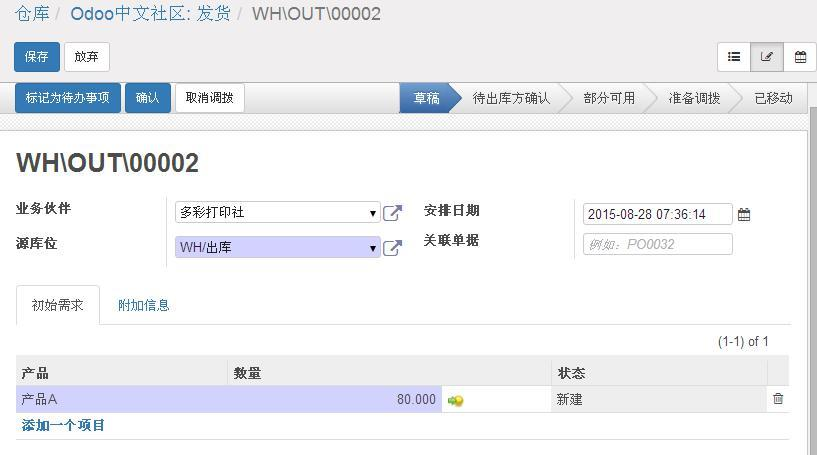 仓库 / Odoo中文社区: 发货 / WH\OUT\00002
保存 放弃
标记为待办事项 确认 取消调拨 草稿 待出库方确认 部分可用 准备调拨 已移动
WH\OUT\00002
业务伙伴 多彩打印社 安排日期 2015-08-28 07:36:14
源库位 WH/出库 关联单据 例如：PO0032
初始需求 附加信息
(1-1) of 1
产品 数量 状态
产品A 80.000 新建
添加一个项目